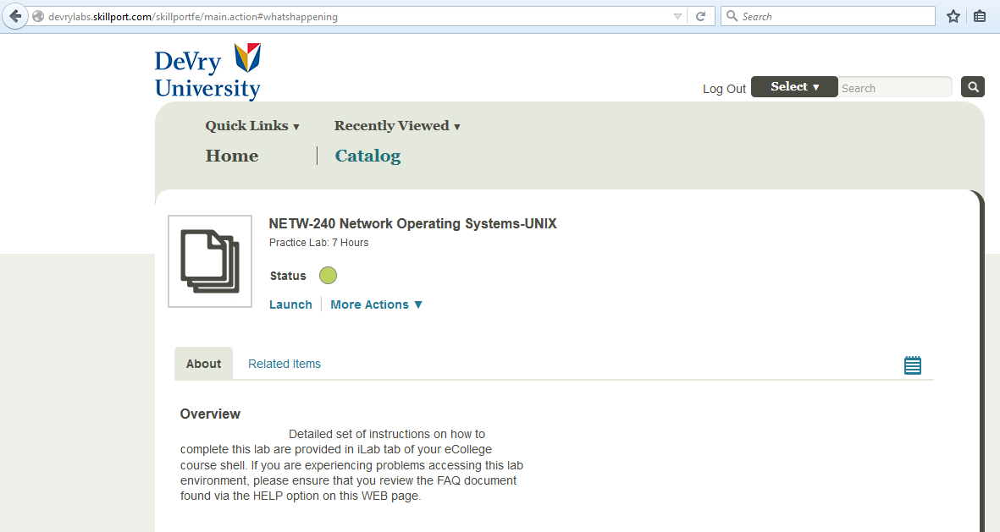 devrylabs.skillport.com/skillportfe/main.action#whatshappening
Search
DeVry
University
Log Out
Select ▼
Search
Quick Links ▼
Recently Viewed ▼
Home
Catalog
NETW-240 Network Operating Systems-UNIX
Practice Lab: 7 Hours
Status
Launch
More Actions ▼
About
Related Items
Overview
Detailed set of instructions on how to
complete this lab are provided in iLab tab of your eCollege
course shell. If you are experiencing problems accessing this lab
environment, please ensure that you review the FAQ document
found via the HELP option on this WEB page.